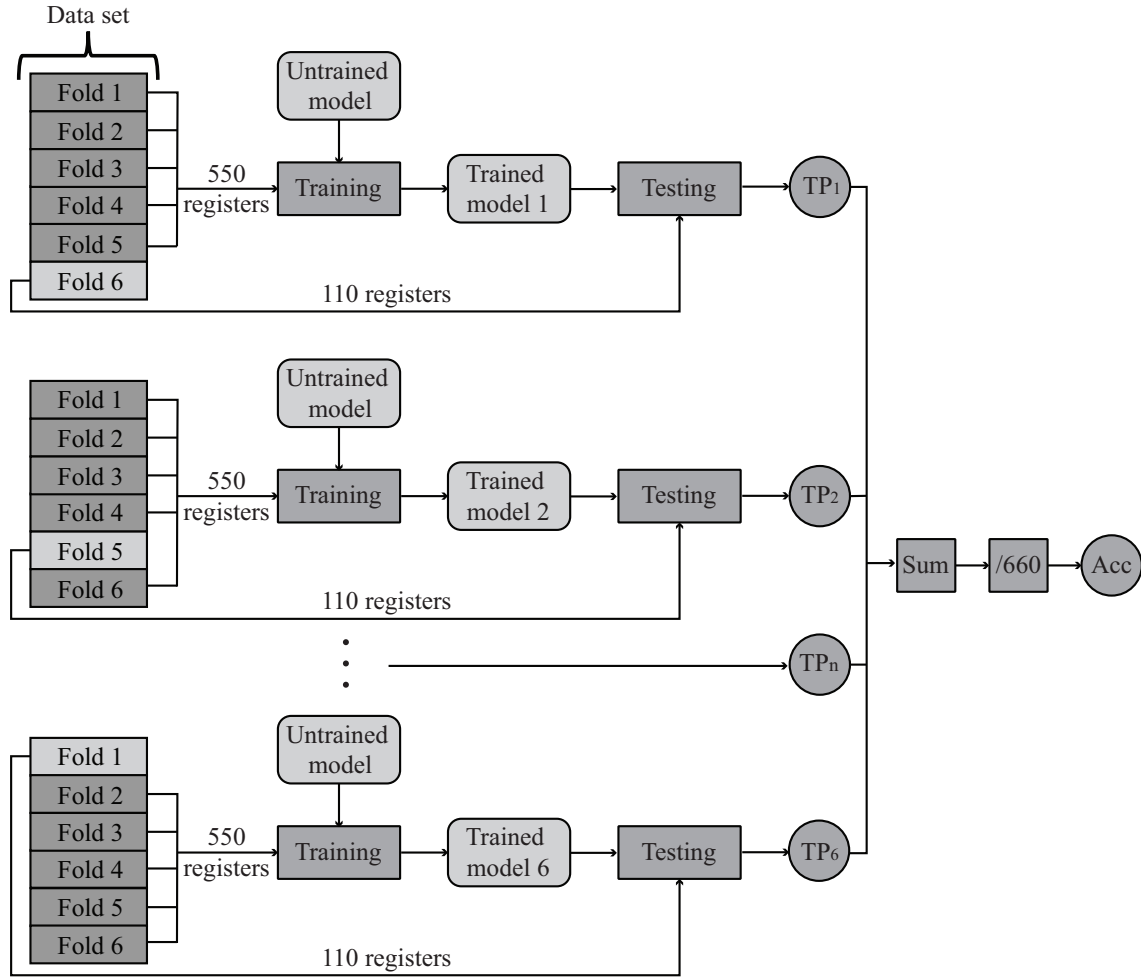 Data set
Fold 1
Fold 2
Fold 3
Fold 4
Fold 5
Fold 6
550
registers
Untrained
model
Training
Trained
model 1
Testing
TP1
110 registers
Fold 1
Fold 2
Fold 3
Fold 4
Fold 5
Fold 6
550
registers
Untrained
model
Training
Trained
model 2
Testing
TP2
110 registers
Sum
/660
Acc
TPn
Fold 1
Fold 2
Fold 3
Fold 4
Fold 5
Fold 6
550
registers
Untrained
model
Training
Trained
model 6
Testing
TP6
110 registers